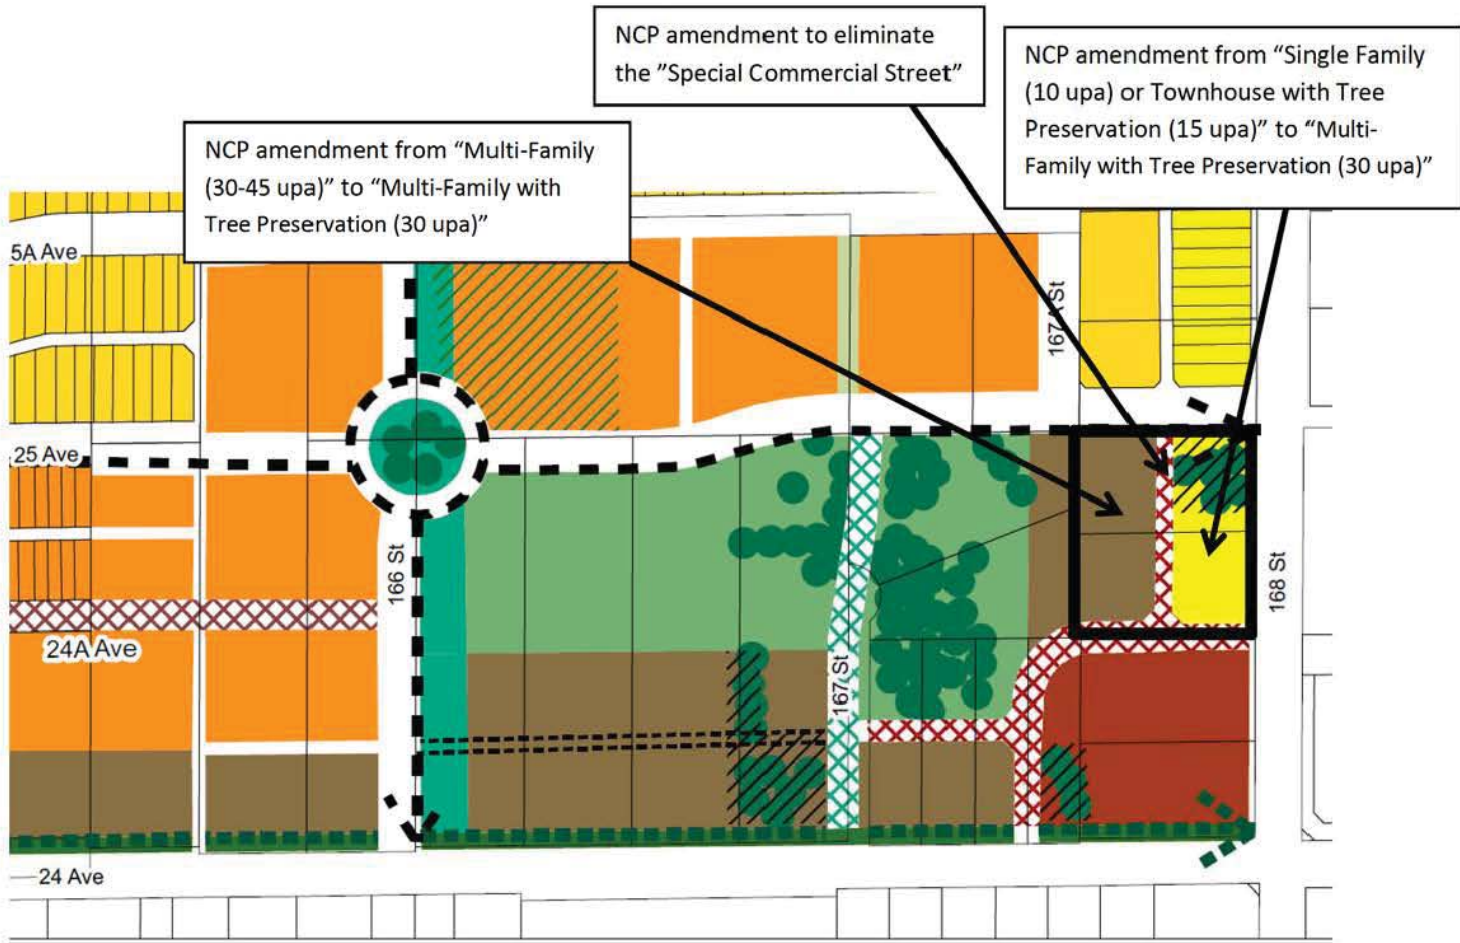 NCP amendment to eliminate
the ”Special Commercial Street”
NCP amendment from “Single Family
(10 upa) or Townhouse with Tree
Preservation (15 upa)” to “Multi-
Family with Tree Preservation (30 upa)”
NCP amendment from “Multi-Family
(30-45 upa)” to “Multi-Family with
Tree Preservation (30 upa)”
5A Ave
167A St
25 Ave
166 St
168 St
24A Ave
167 St
24 Ave